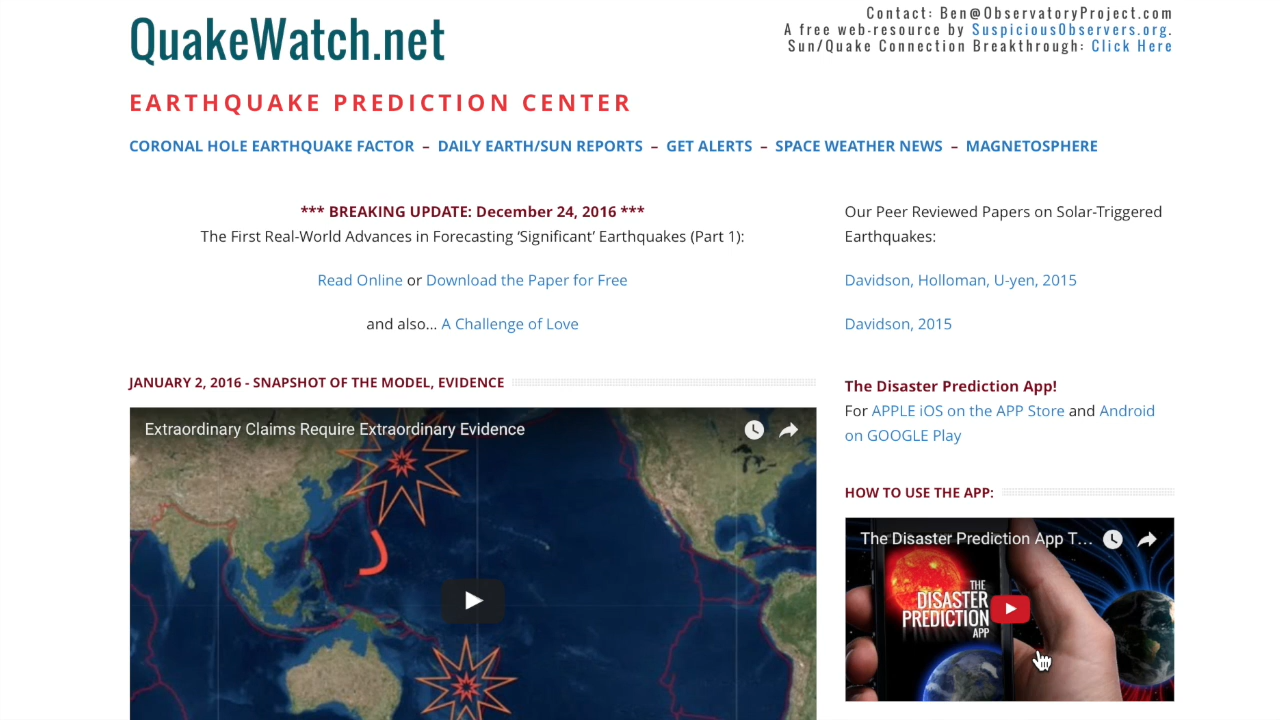 QuakeWatch.net
Contact: Ben@ObservatoryProject.com
A free web-resource by SuspiciousObservers.org.
Sun/Quake Connection Breakthrough: Click Here
EARTHQUAKE PREDICTION CENTER
CORONAL HOLE EARTHQUAKE FACTOR – DAILY EARTH/SUN REPORTS – GET ALERTS – SPACE WEATHER NEWS – MAGNETOSPHERE
*** BREAKING UPDATE: December 24, 2016 ***
The First Real-World Advances in Forecasting ‘Significant’ Earthquakes (Part 1):
Read Online or Download the Paper for Free
and also... A Challenge of Love
JANUARY 2, 2016 - SNAPSHOT OF THE MODEL, EVIDENCE
Extraordinary Claims Require Extraordinary Evidence
Our Peer Reviewed Papers on Solar-Triggered
Earthquakes:
Davidson, Holloman, U-yen, 2015
Davidson, 2015
The Disaster Prediction App!
For APPLE iOS on the APP Store and Android
on GOOGLE Play
HOW TO USE THE APP:
The Disaster Prediction App T...
THE
DISASTER
PREDICTION
APP